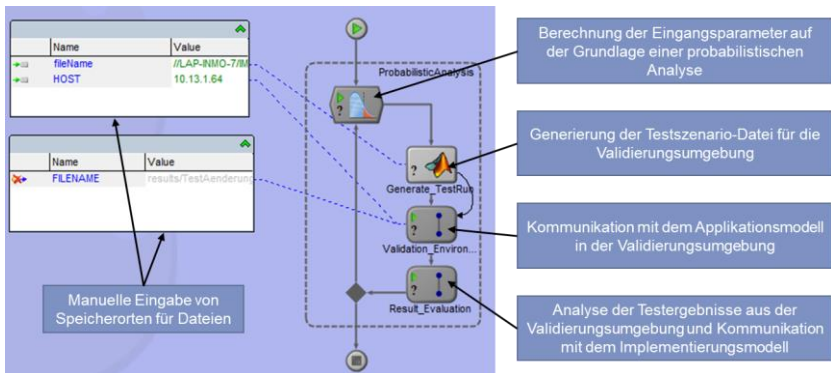 Name Value
fileName //LAP-INMO-7/IM
HOST 10.13.1.64
Name Value
FILENAME results/TestAenderung
Manuelle Eingabe von
Speicherorten für Dateien
ProbabilisticAnalysis
?
?
Generate_TestRun
?
Validation_Environ...
?
Result_Evaluation
Berechnung der Eingangsparameter auf
der Grundlage einer probabilistischen
Analyse
Generierung der Testszenario-Datei für die
Validierungsumgebung
Kommunikation mit dem Applikationsmodell
in der Validierungsumgebung
Analyse der Testergebnisse aus der
Validierungsumgebung und Kommunikation
mit dem Implementierungsmodell